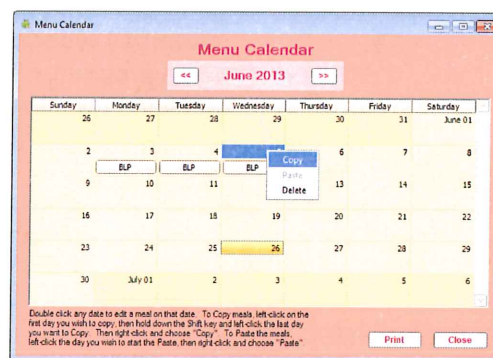 Menu Calendar
Menu Calendar
<< June 2013 >>
Sunday Monday Tuesday Wednesday Thursday Friday Saturday
26 27 28 29 30 31 June 01
2 3 4 6 7 8
BLP BLP BLP
Copy
Paste
Delete
9 10 11 13 14 15
16 17 18 19 20 21 22
23 24 25 26 27 28 29
30 July 01 2 3 4 5 6
Double click any date to edit a meal on that date. To Copy meals, left-click on the
first day you wish to copy, then hold down the Shift key and left-click the last day
you want to Copy. Then right-click and choose "Copy". To Paste the meals,
left-click the day you wish to start the Paste, then right-click and choose "Paste".
Print Close